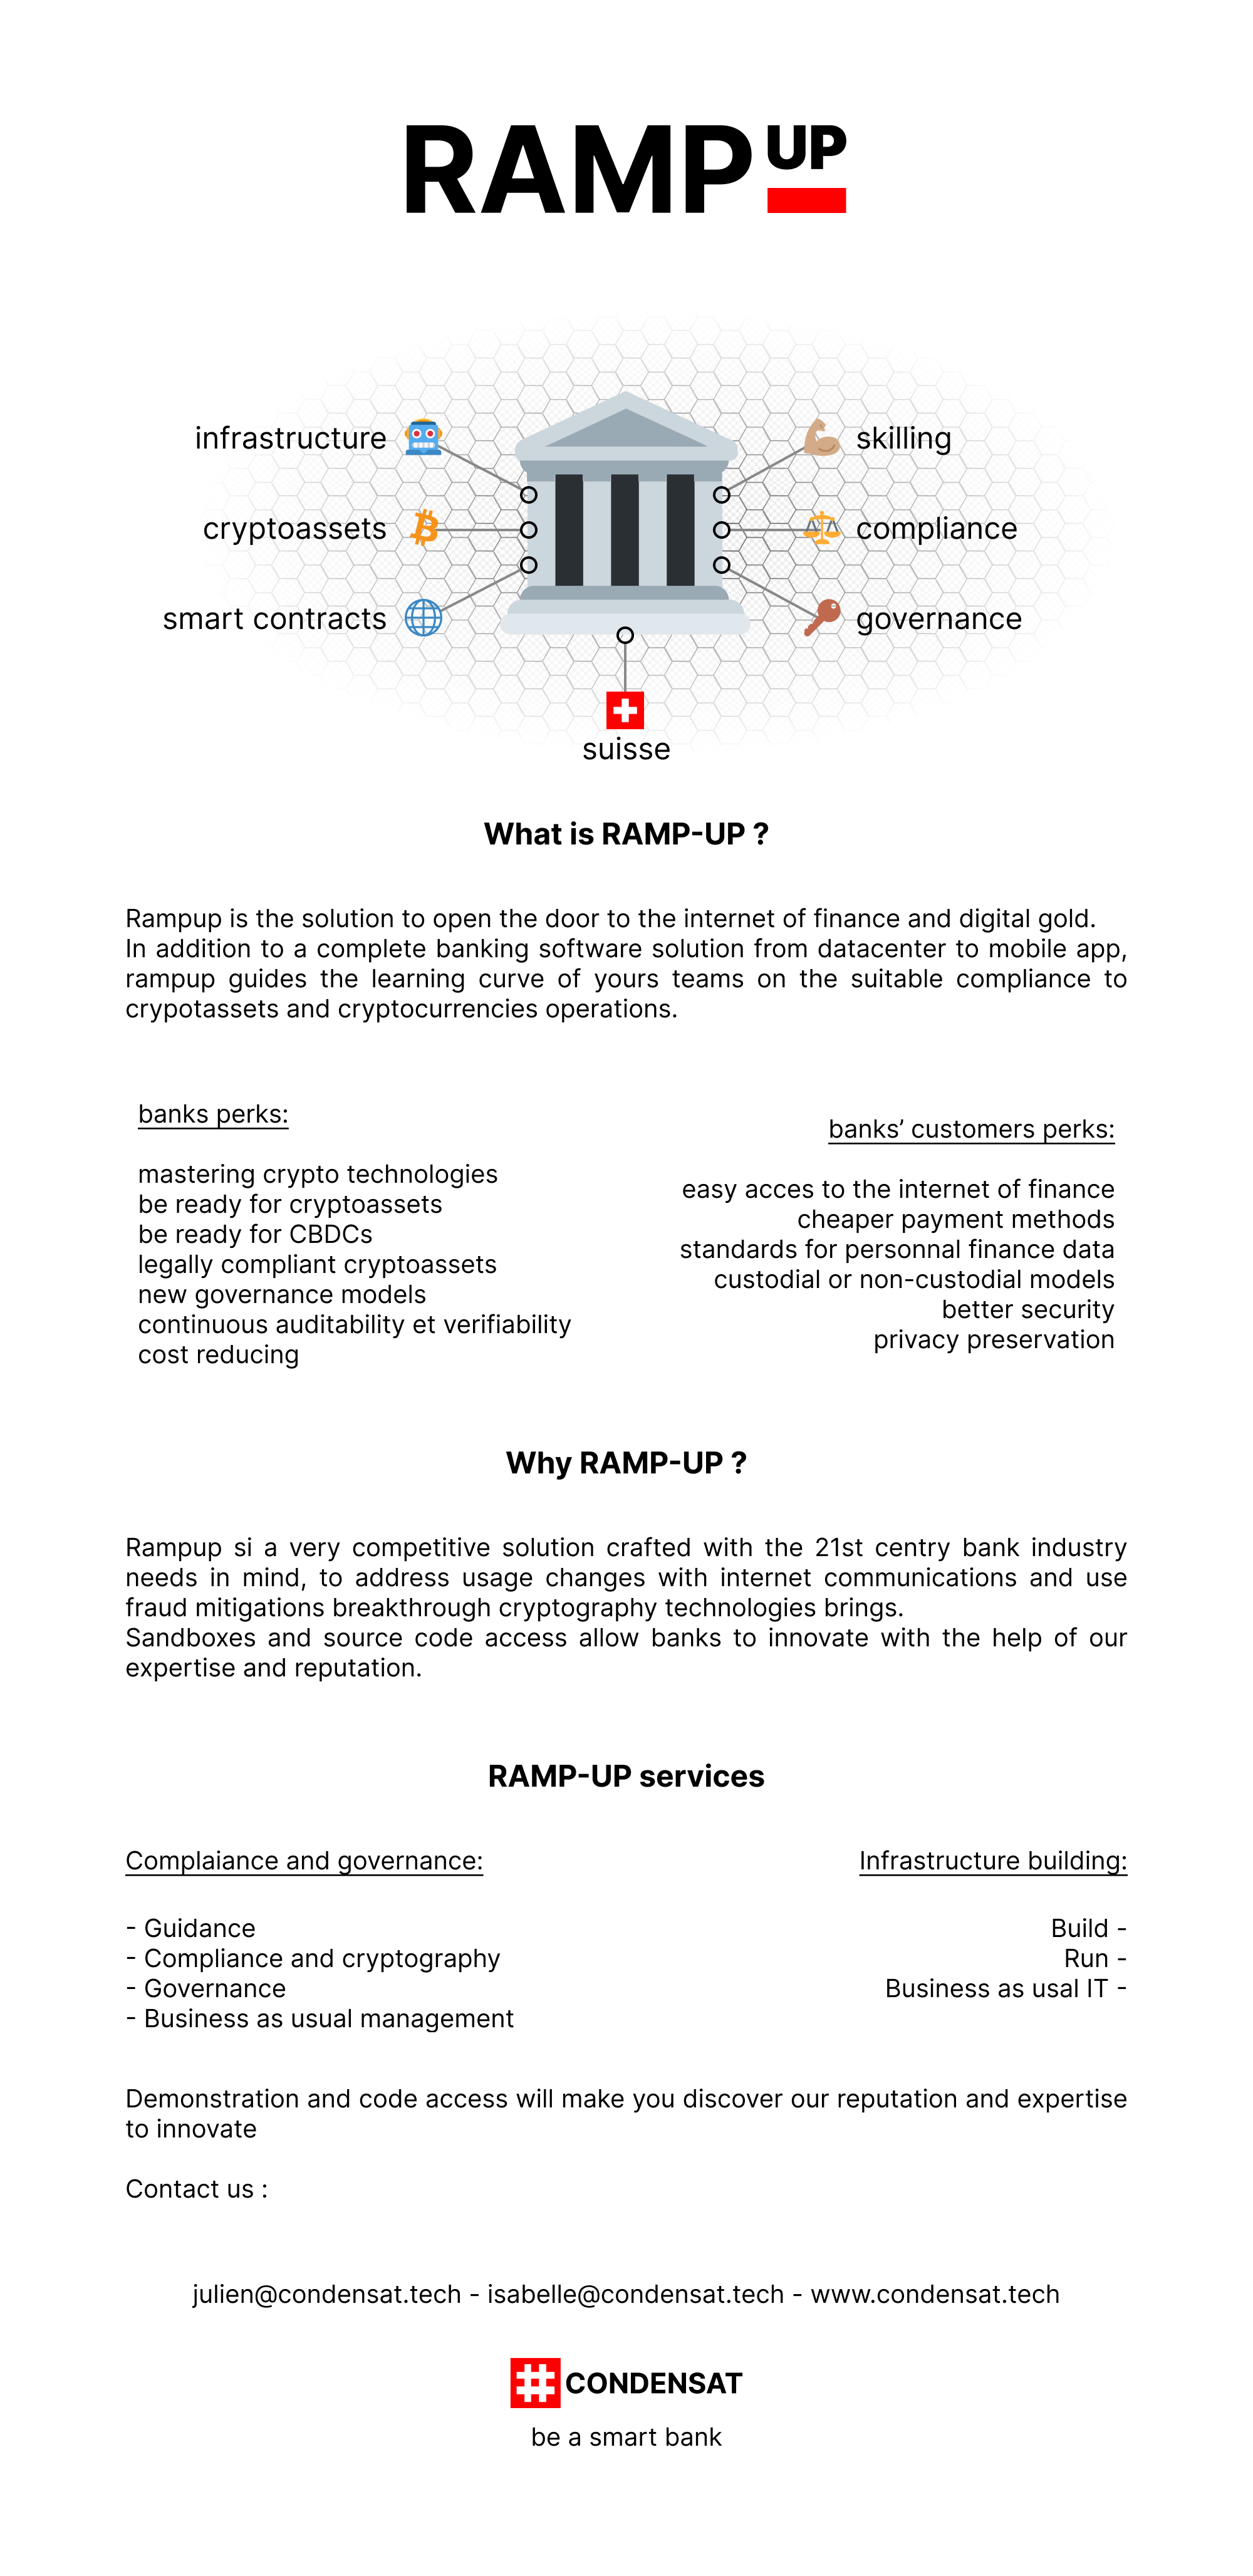 RAMP UP
infrastructure
cryptoassets
smart contracts
skilling
compliance
governance
suisse
What is RAMP-UP ?
Rampup is the solution to open the door to the internet of finance and digital gold.
In addition to a complete banking software solution from datacenter to mobile app,
rampup guides the learning curve of yours teams on the suitable compliance to
crypotassets and cryptocurrencies operations.
banks perks:
mastering crypto technologies
be ready for cryptoassets
be ready for CBDCs
legally compliant cryptoassets
new governance models
continuous auditability et verifiability
cost reducing
banks’ customers perks:
easy acces to the internet of finance
cheaper payment methods
standards for personnal finance data
custodial or non-custodial models
better security
privacy preservation
Why RAMP-UP ?
Rampup si a very competitive solution crafted with the 21st centry bank industry
needs in mind, to address usage changes with internet communications and use
fraud mitigations breakthrough cryptography technologies brings.
Sandboxes and source code access allow banks to innovate with the help of our
expertise and reputation.
RAMP-UP services
Complaiance and governance:
- Guidance
- Compliance and cryptography
- Governance
- Business as usual management
Infrastructure building:
Build -
Run -
Business as usal IT -
Demonstration and code access will make you discover our reputation and expertise
to innovate
Contact us :
julien@condensat.tech - isabelle@condensat.tech - www.condensat.tech
CONDENSAT
be a smart bank